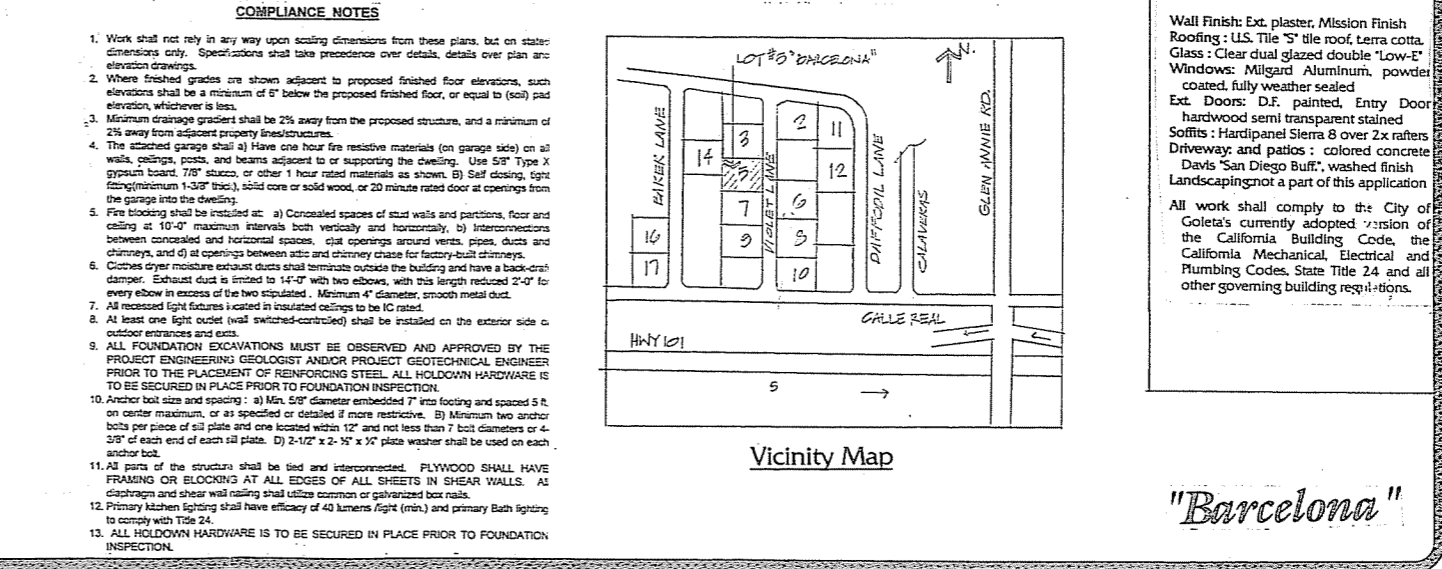 COMPLIANCE NOTES
1. Work shall not rely in any way upon scaling dimensions from these plans, but on stated
dimensions only. Specifications shall take precedence over details, details over plan and
elevation drawings.
2. Where finished grades are shown adjacent to proposed finished floor elevations, such
elevations shall be a minimum of 6" below the proposed finished floor, or equal to (soil) pad
elevation, whichever is less.
3. Minimum drainage gradient shall be 2% away from the proposed structure, and a minimum of
2% away from adjacent property lines/structures.
4. The attached garage shall a) Have one hour fire resistive materials (on garage side) on all
walls, ceilings, posts, and beams adjacent to or supporting the dwelling. Use 5/8" Type X
gypsum board, 7/8" stucco, or other 1 hour rated materials as shown. B) Self closing, tight
fitting(minimum 1-3/8" thick), solid core or solid wood, or 20 minute rated door at openings from
the garage into the dwelling.
5. Fire blocking shall be installed at: a) Concealed spaces of stud walls and partitions, floor and
ceiling at 10'-0" maximum intervals both vertically and horizontally, b) Interconnections
between concealed and horizontal spaces, c)at openings around vents, pipes, ducts and
chimneys, and d) at openings between attic and chimney chase for factory-built chimneys.
6. Clothes dryer moisture exhaust ducts shall terminate outside the building and have a back-draft
damper. Exhaust duct is limited to 14'-0" with two elbows, with this length reduced 2'-0" for
every elbow in excess of the two stipulated . Minimum 4" diameter, smooth metal duct.
7. All recessed light fixtures located in insulated ceilings to be IC rated.
8. At least one light outlet (wall switched-controlled) shall be installed on the exterior side of
outdoor entrances and exits.
9. ALL FOUNDATION EXCAVATIONS MUST BE OBSERVED AND APPROVED BY THE
PROJECT ENGINEERING GEOLOGIST AND/OR PROJECT GEOTECHNICAL ENGINEER
PRIOR TO THE PLACEMENT OF REINFORCING STEEL. ALL HOLDOWN HARDWARE IS
TO BE SECURED IN PLACE PRIOR TO FOUNDATION INSPECTION.
10. Anchor bolt size and spacing : a) Min. 5/8" diameter embedded 7" into footing and spaced 5 ft.
on center maximum, or as specified or detailed if more restrictive. B) Minimum two anchor
bolts per piece of sill plate and one located within 12" and not less than 7 bolt diameters or 4-
3/8" of each end of each sill plate. D) 2-1/2" x 2- ½" x ¼" plate washer shall be used on each
anchor bolt.
11. All parts of the structure shall be tied and interconnected. PLYWOOD SHALL HAVE
FRAMING OR BLOCKING AT ALL EDGES OF ALL SHEETS IN SHEAR WALLS. All
diaphragm and shear wall nailing shall utilize common or galvanized box nails.
12. Primary kitchen lighting shall have efficacy of 40 lumens /light (min.) and primary Bath lighting
to comply with Title 24.
13. ALL HOLDOWN HARDWARE IS TO BE SECURED IN PLACE PRIOR TO FOUNDATION
INSPECTION.
LOT #5 "BARCELONA"
N.
BAKER LANE
VIOLET LANE
DAFFODIL LANE
CALAVERAS
GLEN ANNIE RD.
3
2
11
14
5
12
7
6
16
9
8
17
10
CALLE REAL
HWY 101
S
Vicinity Map
Wall Finish: Ext. plaster, Mission Finish
Roofing : U.S. Tile "S" tile roof, terra cotta.
Glass : Clear dual glazed double "Low-E"
Windows: Milgard Aluminum, powder
coated, fully weather sealed
Ext. Doors: D.F. painted, Entry Door
hardwood semi transparent stained
Soffits : Hardipanel Sierra 8 over 2x rafters
Driveway: and patios : colored concrete
Davis "San Diego Buff.", washed finish
Landscaping:not a part of this application
All work shall comply to the City of
Goleta's currently adopted version of
the California Building Code, the
California Mechanical, Electrical and
Plumbing Codes, State Title 24 and all
other governing building regulations.
"Barcelona"